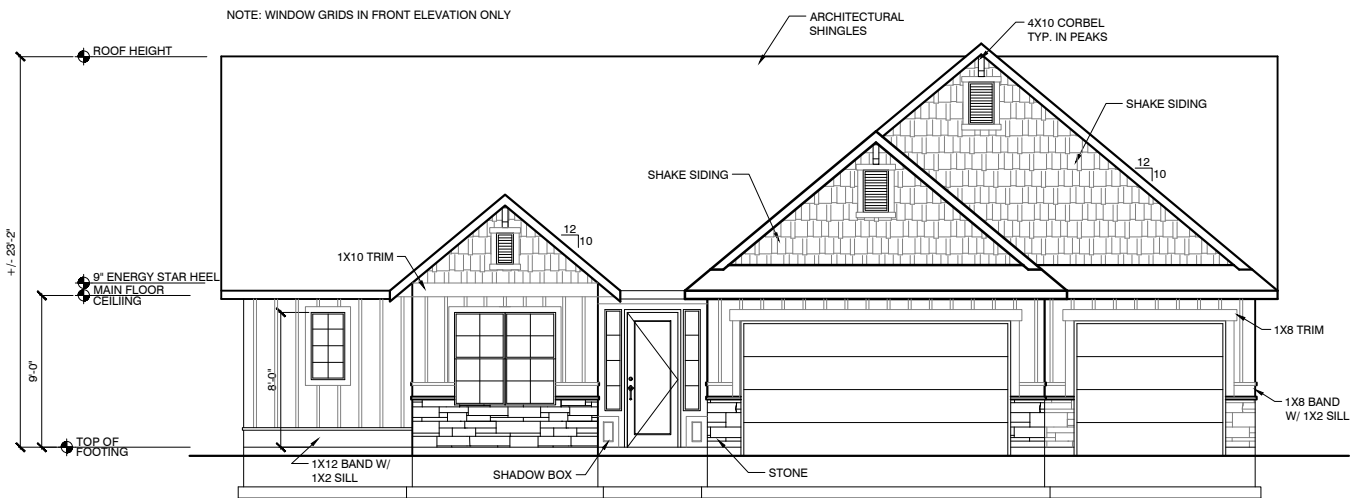 NOTE: WINDOW GRIDS IN FRONT ELEVATION ONLY
ARCHITECTURAL
SHINGLES
4X10 CORBEL
TYP. IN PEAKS
ROOF HEIGHT
SHAKE SIDING
12
10
SHAKE SIDING
12
10
+/- 23'-2"
1X10 TRIM
9" ENERGY STAR HEEL
MAIN FLOOR
CEILIING
1X8 TRIM
9'-0"
8'-0"
1X8 BAND
W/ 1X2 SILL
TOP OF
FOOTING
1X12 BAND W/
1X2 SILL
SHADOW BOX
STONE